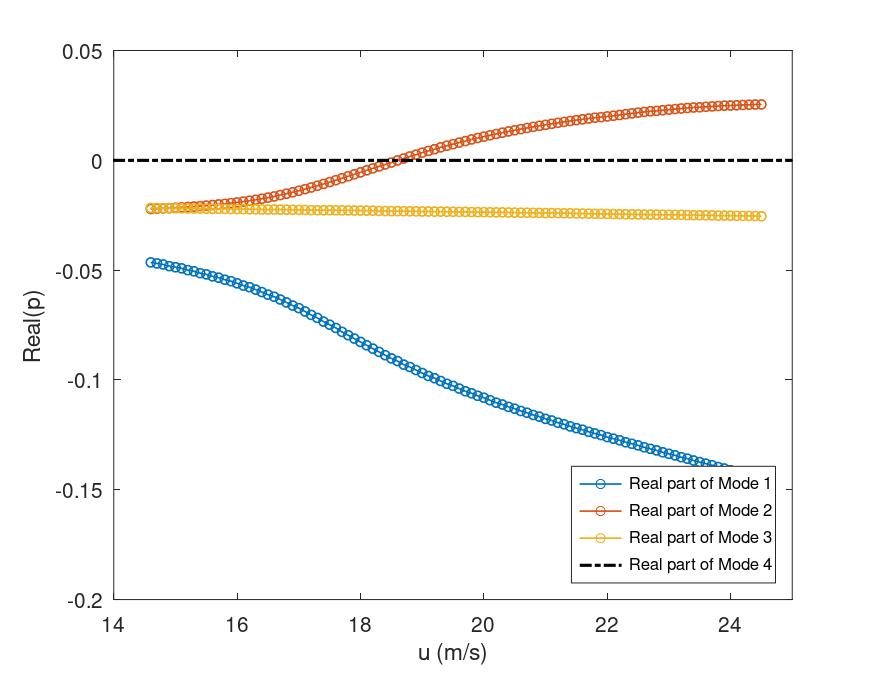 0.05
0
-0.05
-0.1
-0.15
-0.2
Real(p)
14
16
18
20
22
24
u (m/s)
Real part of Mode 1
Real part of Mode 2
Real part of Mode 3
Real part of Mode 4